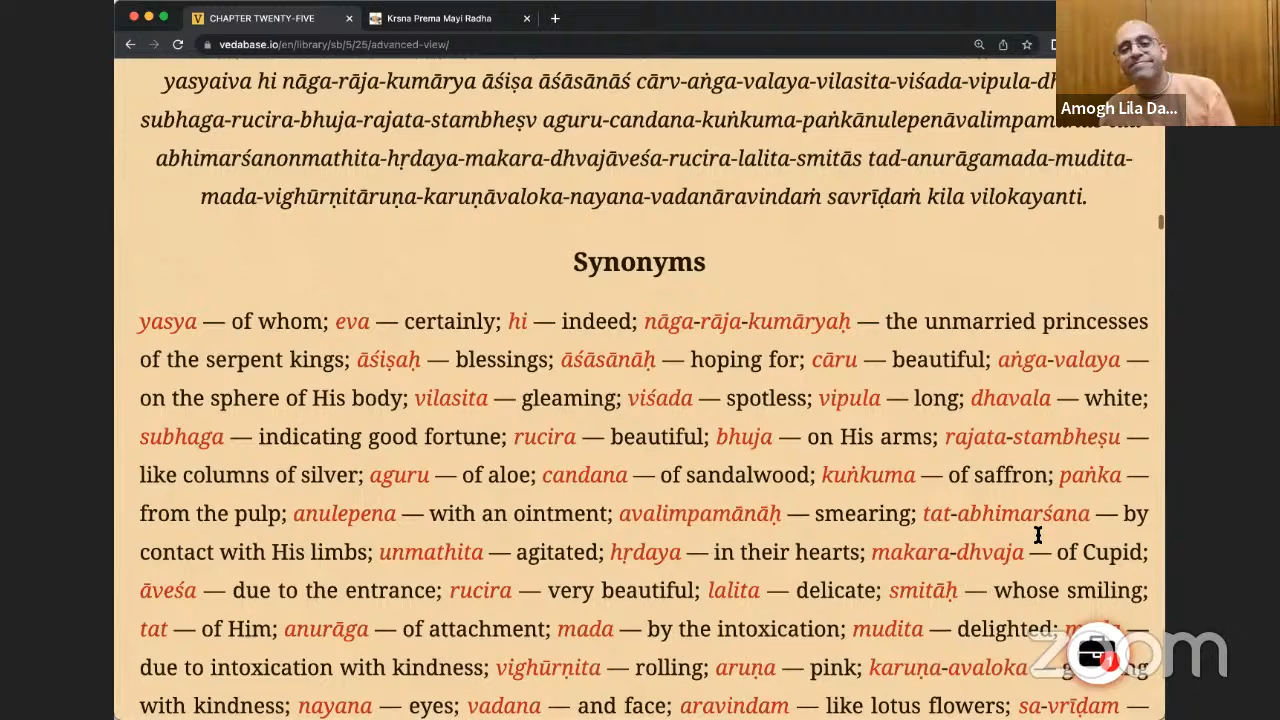 CHAPTER TWENTY-FIVE
Krsna Prema Mayi Radha
vedabase.io/en/library/sb/5/25/advanced-view/
Amogh Lila Da...
yasyaiva hi nāga-rāja-kumārya āśiṣa āśāsānāś cārv-aṅga-valaya-vilasita-viśada-vipula-dh
subhaga-rucira-bhuja-rajata-stambheṣv aguru-candana-kuṅkuma-paṅkānulepenāvalimpam
abhimarśanonmathita-hṛdaya-makara-dhvajāveśa-rucira-lalita-smitās tad-anurāgamada-mudita-
mada-vighūrṇitāruṇa-karuṇāvaloka-nayana-vadanāravindaṁ savrīḍaṁ kila vilokayanti.
Synonyms
yasya — of whom; eva — certainly; hi — indeed; nāga-rāja-kumāryaḥ — the unmarried princesses
of the serpent kings; āśiṣaḥ — blessings; āśāsānāḥ — hoping for; cāru — beautiful; aṅga-valaya —
on the sphere of His body; vilasita — gleaming; viśada — spotless; vipula — long; dhavala — white;
subhaga — indicating good fortune; rucira — beautiful; bhuja — on His arms; rajata-stambheṣu —
like columns of silver; aguru — of aloe; candana — of sandalwood; kuṅkuma — of saffron; paṅka —
from the pulp; anulepena — with an ointment; avalimpamānāḥ — smearing; tat-abhimarśana — by
contact with His limbs; unmathita — agitated; hṛdaya — in their hearts; makara-dhvaja — of Cupid;
āveśa — due to the entrance; rucira — very beautiful; lalita — delicate; smitāḥ — whose smiling;
tat — of Him; anurāga — of attachment; mada — by the intoxication; mudita — delighted; —
due to intoxication with kindness; vighūrṇita — rolling; aruṇa — pink; karuṇa-avaloka
with kindness; nayana — eyes; vadana — and face; aravindam — like lotus flowers; sa-vrīḍam —
zoom
1